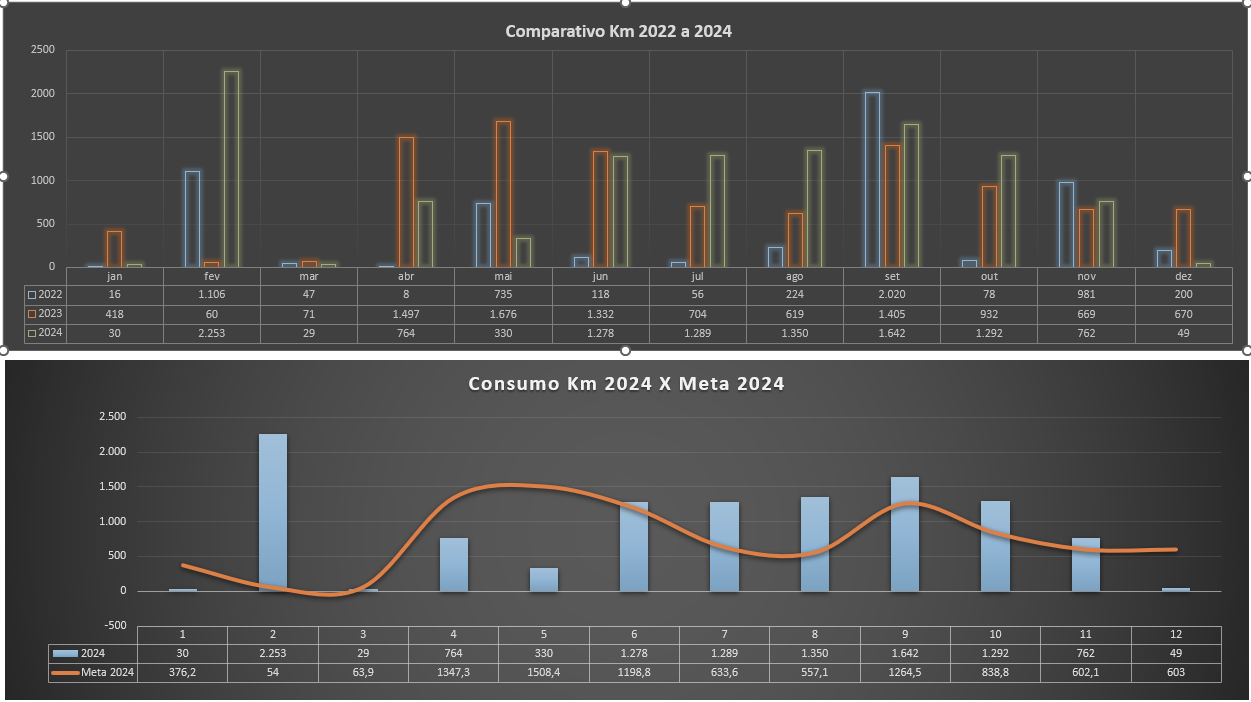 Comparativo Km 2022 a 2024
2500
2000
1500
1000
500
0
jan fev mar abr mai jun jul ago set out nov dez
2022 16 1.106 47 8 735 118 56 224 2.020 78 981 200
2023 418 60 71 1.497 1.676 1.332 704 619 1.405 932 669 670
2024 30 2.253 29 764 330 1.278 1.289 1.350 1.642 1.292 762 49
Consumo Km 2024 X Meta 2024
2.500
2.000
1.500
1.000
500
0
-500
1 2 3 4 5 6 7 8 9 10 11 12
2024 30 2.253 29 764 330 1.278 1.289 1.350 1.642 1.292 762 49
Meta 2024 376,2 54 63,9 1347,3 1508,4 1198,8 633,6 557,1 1264,5 838,8 602,1 603